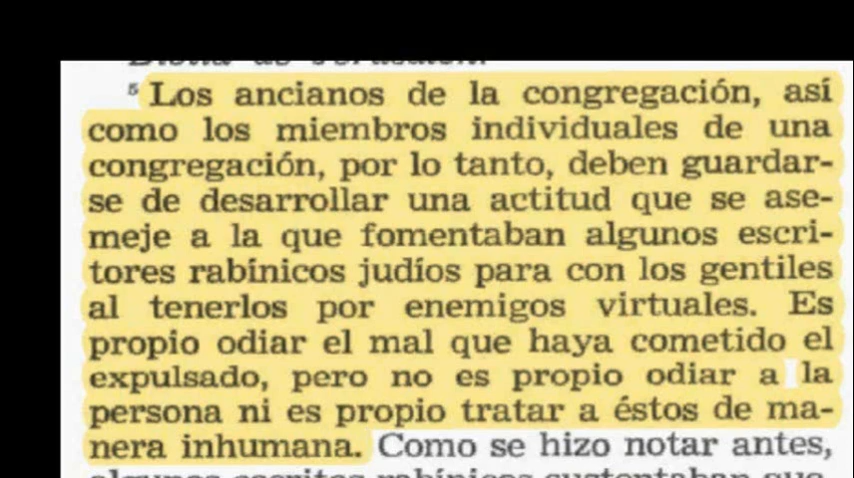 ⁵ Los ancianos de la congregación, así
como los miembros individuales de una
congregación, por lo tanto, deben guardar-
se de desarrollar una actitud que se ase-
meje a la que fomentaban algunos escri-
tores rabínicos judíos para con los gentiles
al tenerlos por enemigos virtuales. Es
propio odiar el mal que haya cometido el
expulsado, pero no es propio odiar a la
persona ni es propio tratar a éstos de ma-
nera inhumana. Como se hizo notar antes,